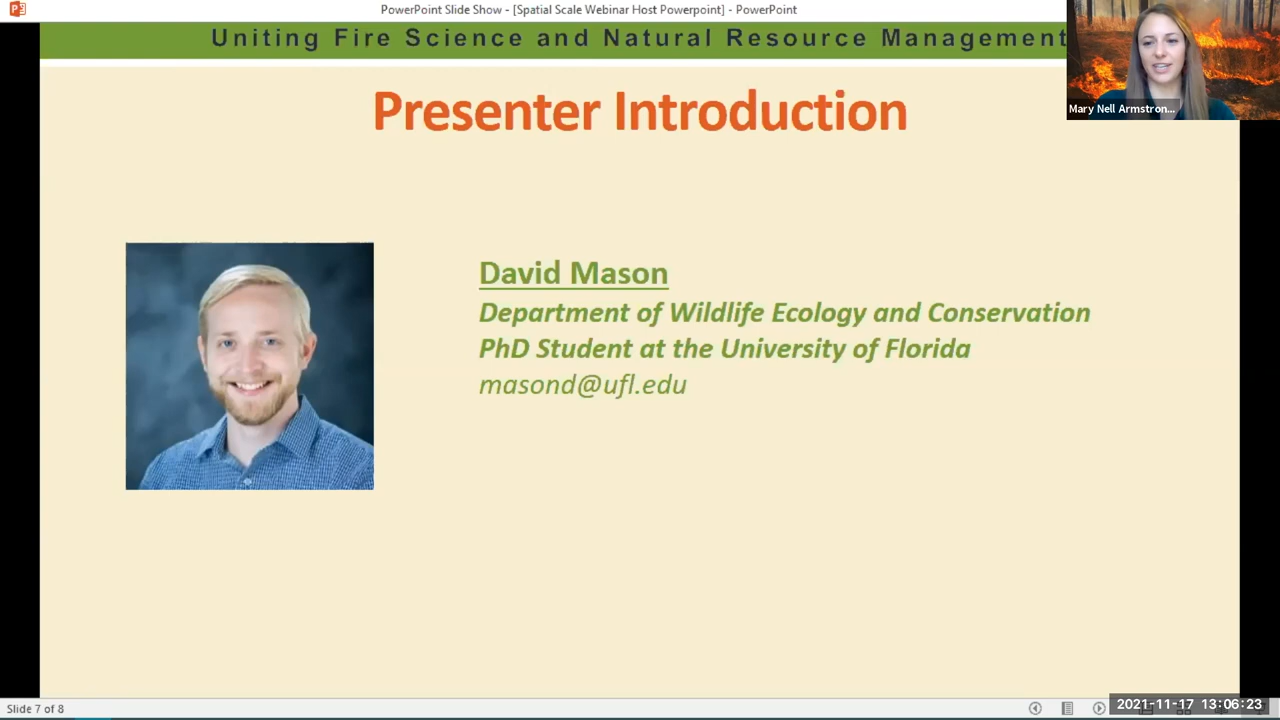 PowerPoint Slide Show - [Spatial Scale Webinar Host Powerpoint] - PowerPoint
Uniting Fire Science and Natural Resource Management
Mary Nell Armstron...
Presenter Introduction
David Mason
Department of Wildlife Ecology and Conservation
PhD Student at the University of Florida
masond@ufl.edu
Slide 7 of 8
2021-11-17 13:06:23